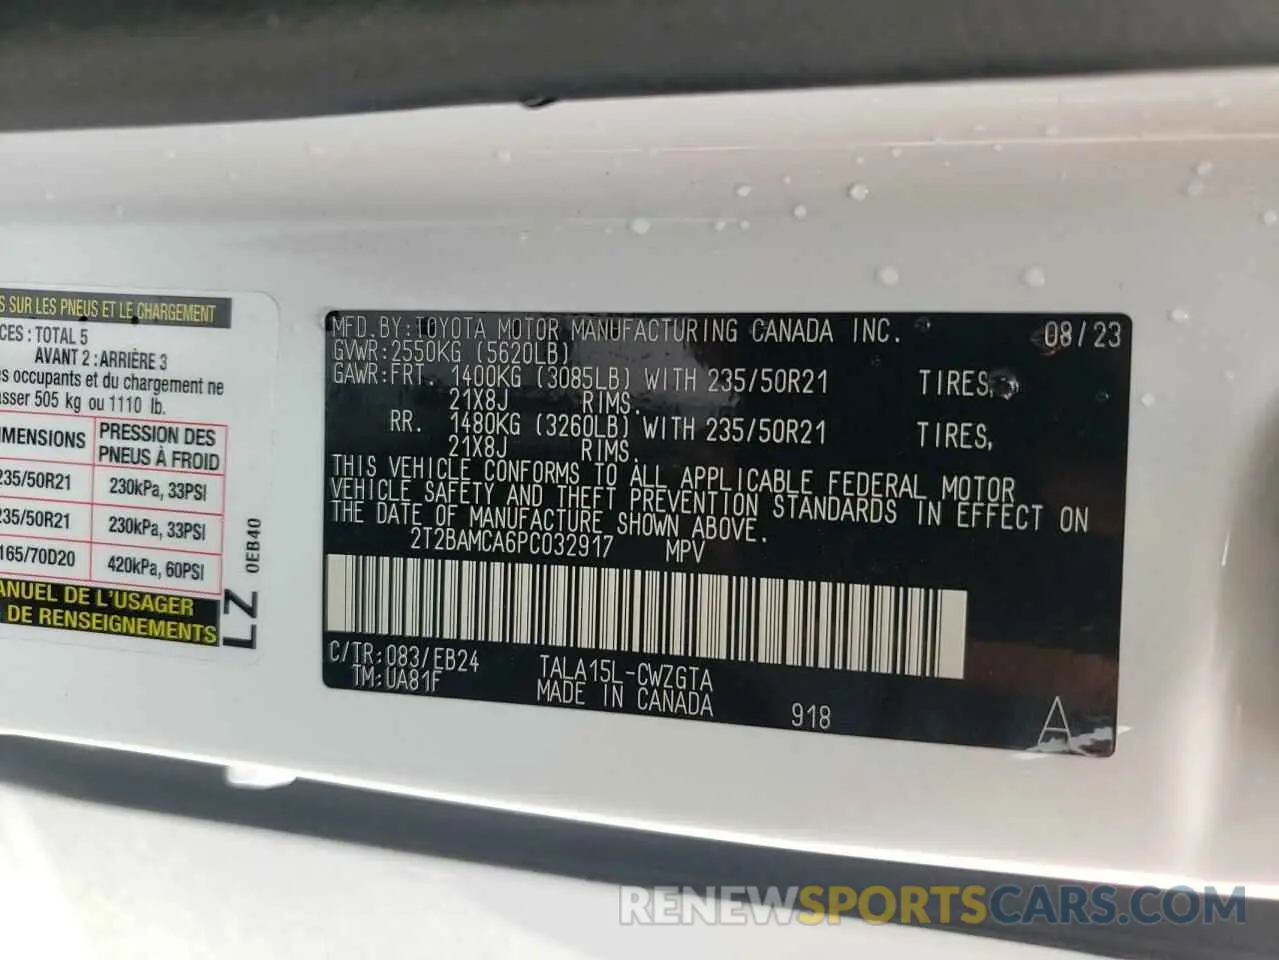 S SUR LES PNEUS ET LE CHARGEMENT
CES : TOTAL 5
AVANT 2 : ARRIÈRE 3
es occupants et du chargement ne
asser 505 kg ou 1110 lb.
IMENSIONS PRESSION DES PNEUS À FROID
235/50R21 230kPa, 33PSI
235/50R21 230kPa, 33PSI
165/70D20 420kPa, 60PSI
ANUEL DE L'USAGER
DE RENSEIGNEMENTS
LZ 0EB40
MFD.BY:TOYOTA MOTOR MANUFACTURING CANADA INC. 08/23
GVWR:2550KG (5620LB)
GAWR:FRT. 1400KG (3085LB) WITH 235/50R21 TIRES,
21X8J RIMS.
RR. 1480KG (3260LB) WITH 235/50R21 TIRES,
21X8J RIMS.
THIS VEHICLE CONFORMS TO ALL APPLICABLE FEDERAL MOTOR
VEHICLE SAFETY AND THEFT PREVENTION STANDARDS IN EFFECT ON
THE DATE OF MANUFACTURE SHOWN ABOVE.
2T2BAMCA6PC032917 MPV
C/TR:083/EB24 TALA15L-CWZGTA
TM:UA81F MADE IN CANADA 918
A
RENEWSPORTSCARS.COM